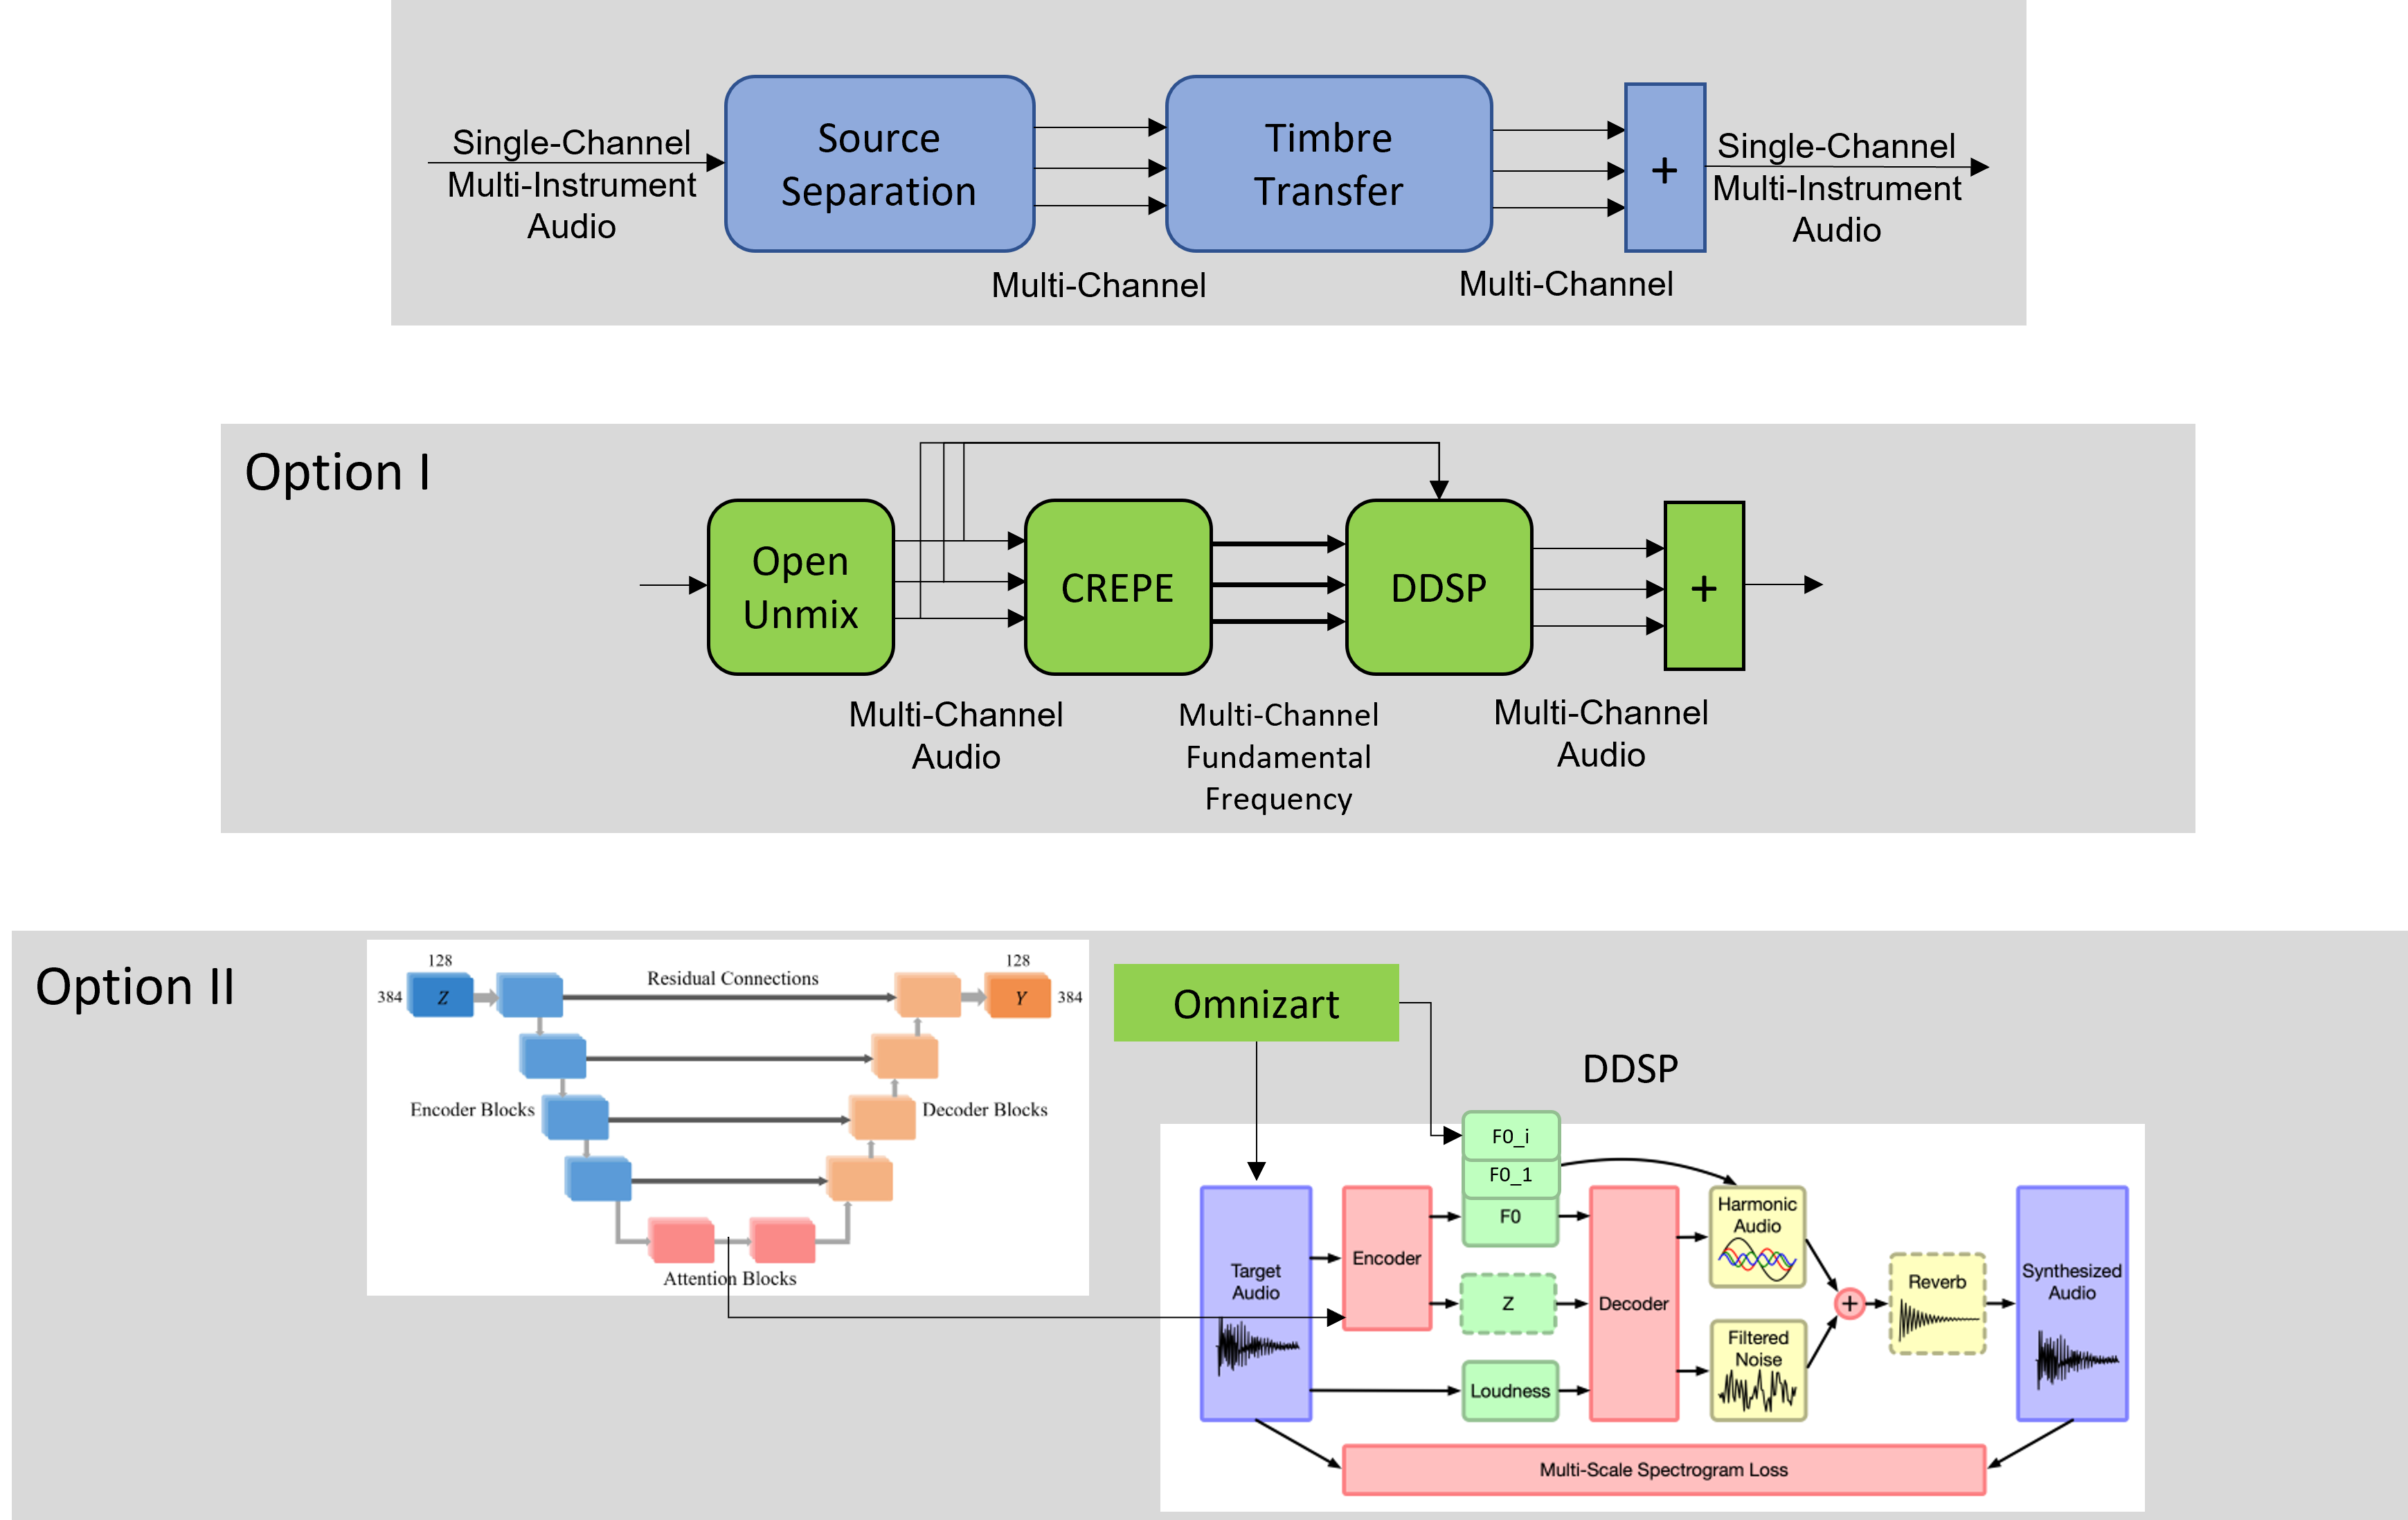 Single-Channel
Multi-Instrument
Audio
Source
Separation
Multi-Channel
Timbre
Transfer
Multi-Channel
+
Single-Channel
Multi-Instrument
Audio
Option I
Open
Unmix
Multi-Channel
Audio
CREPE
Multi-Channel
Fundamental
Frequency
DDSP
Multi-Channel
Audio
+
Option II
128
384
Z
Residual Connections
128
Y
384
Encoder Blocks
Decoder Blocks
Attention Blocks
Omnizart
DDSP
F0_i
F0_1
F0
Target
Audio
Encoder
Z
Loudness
Decoder
Harmonic
Audio
Filtered
Noise
+
Reverb
Synthesized
Audio
Multi-Scale Spectrogram Loss